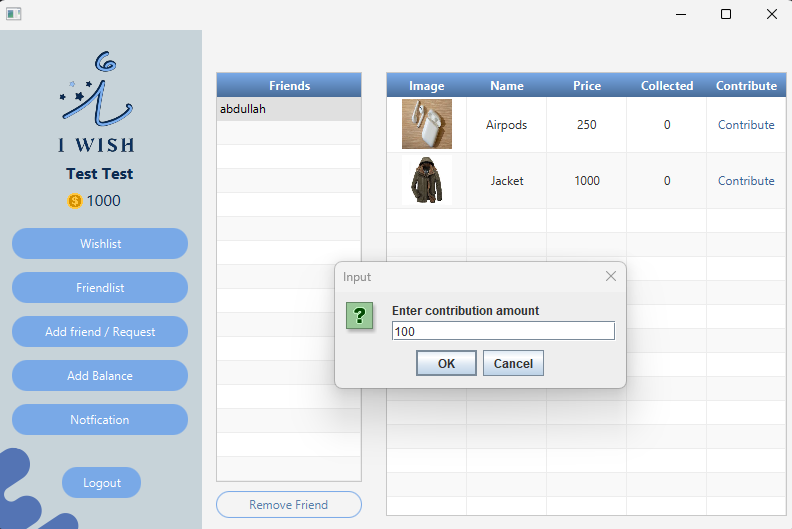 I WISH
Test Test
1000
Wishlist
Friendlist
Add friend / Request
Add Balance
Notfication
Logout
Friends
abdullah
Remove Friend
Image Name Price Collected Contribute
Airpods 250 0 Contribute
Jacket 1000 0 Contribute
Input
Enter contribution amount
100
OK Cancel